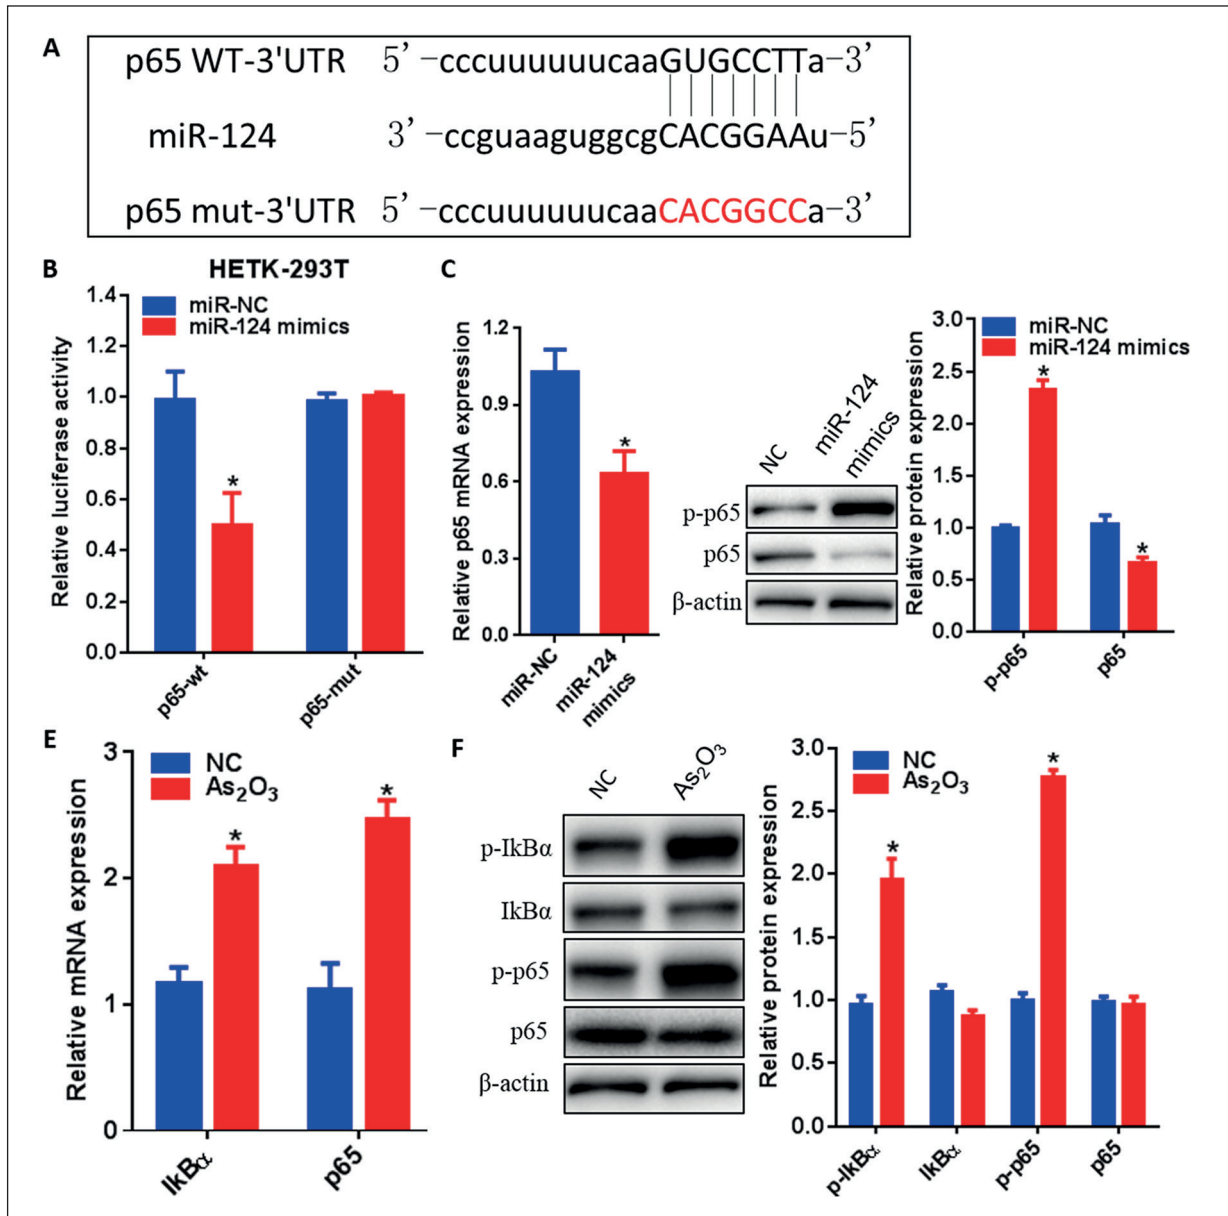 A
p65 WT-3'UTR 5’ -cccuuuuuucaaGUGCCTTa-3’
miR-124 3’ -ccguaaguggcgCACGGAAu-5’
p65 mut-3'UTR 5’ -cccuuuuuucaaCACGGCCa-3’
B
HETK-293T
miR-NC
miR-124 mimics
Relative luciferase activity
1.4
1.2
1.0
0.8
0.6
0.4
0.2
0.0
*
p65-wt
p65-mut
C
Relative p65 mRNA expression
1.2
0.9
0.6
0.3
0.0
*
miR-NC
miR-124
mimics
NC
miR-124
mimics
p-p65
p65
β-actin
miR-NC
miR-124 mimics
Relative protein expression
3.0
2.5
2.0
1.5
1.0
0.5
0.0
*
*
p-p65
p65
E
NC
As₂O₃
Relative mRNA expression
3
2
1
0
*
*
IkBα
p65
F
NC
As₂O₃
p-IkBα
IkBα
p-p65
p65
β-actin
NC
As₂O₃
Relative protein expression
3.0
2.5
2.0
1.5
1.0
0.5
0.0
*
*
p-IkBα
IkBα
p-p65
p65